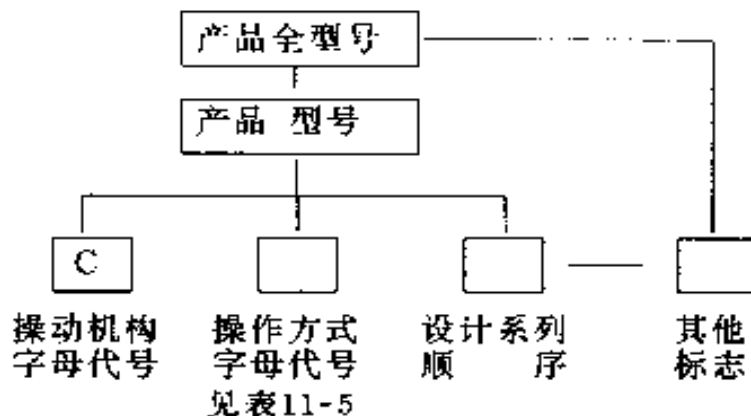 产品全型号
产品 型号
C
操动机构
字母代号
操作方式
字母代号
见表11-5
设计系列
顺 序
其他
标志